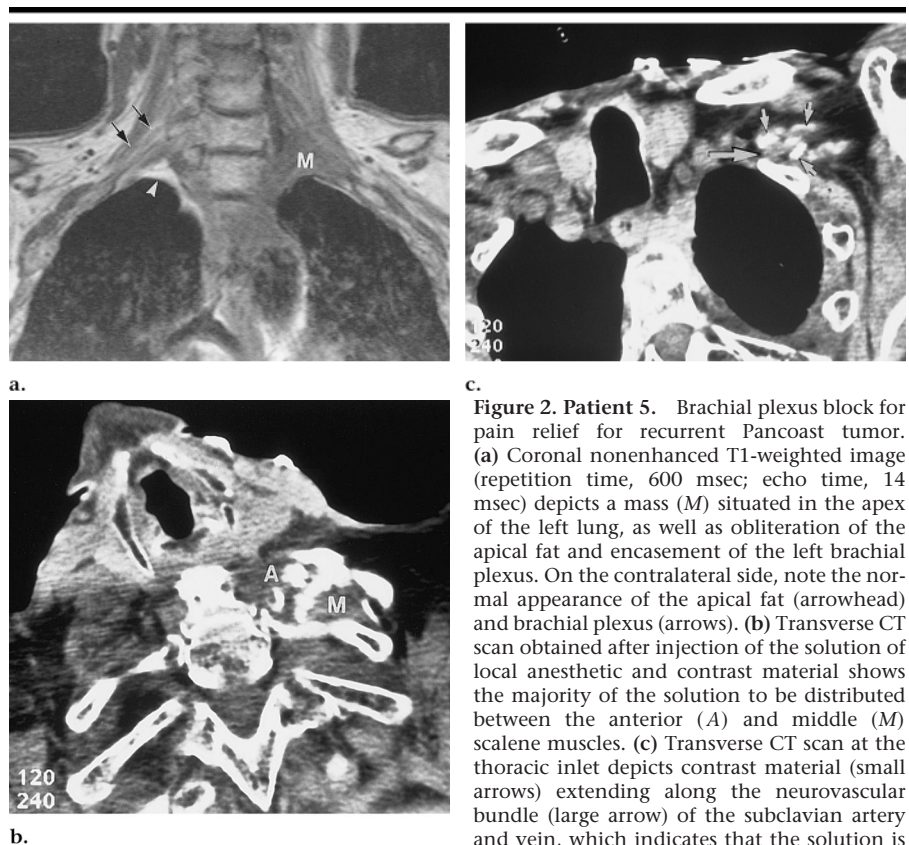 M
a.
c.
120
240
A
M
120
240
b.
Figure 2. Patient 5. Brachial plexus block for
pain relief for recurrent Pancoast tumor.
(a) Coronal nonenhanced T1-weighted image
(repetition time, 600 msec; echo time, 14
msec) depicts a mass (M) situated in the apex
of the left lung, as well as obliteration of the
apical fat and encasement of the left brachial
plexus. On the contralateral side, note the nor-
mal appearance of the apical fat (arrowhead)
and brachial plexus (arrows). (b) Transverse CT
scan obtained after injection of the solution of
local anesthetic and contrast material shows
the majority of the solution to be distributed
between the anterior (A) and middle (M)
scalene muscles. (c) Transverse CT scan at the
thoracic inlet depicts contrast material (small
arrows) extending along the neurovascular
bundle (large arrow) of the subclavian artery
and vein, which indicates that the solution is